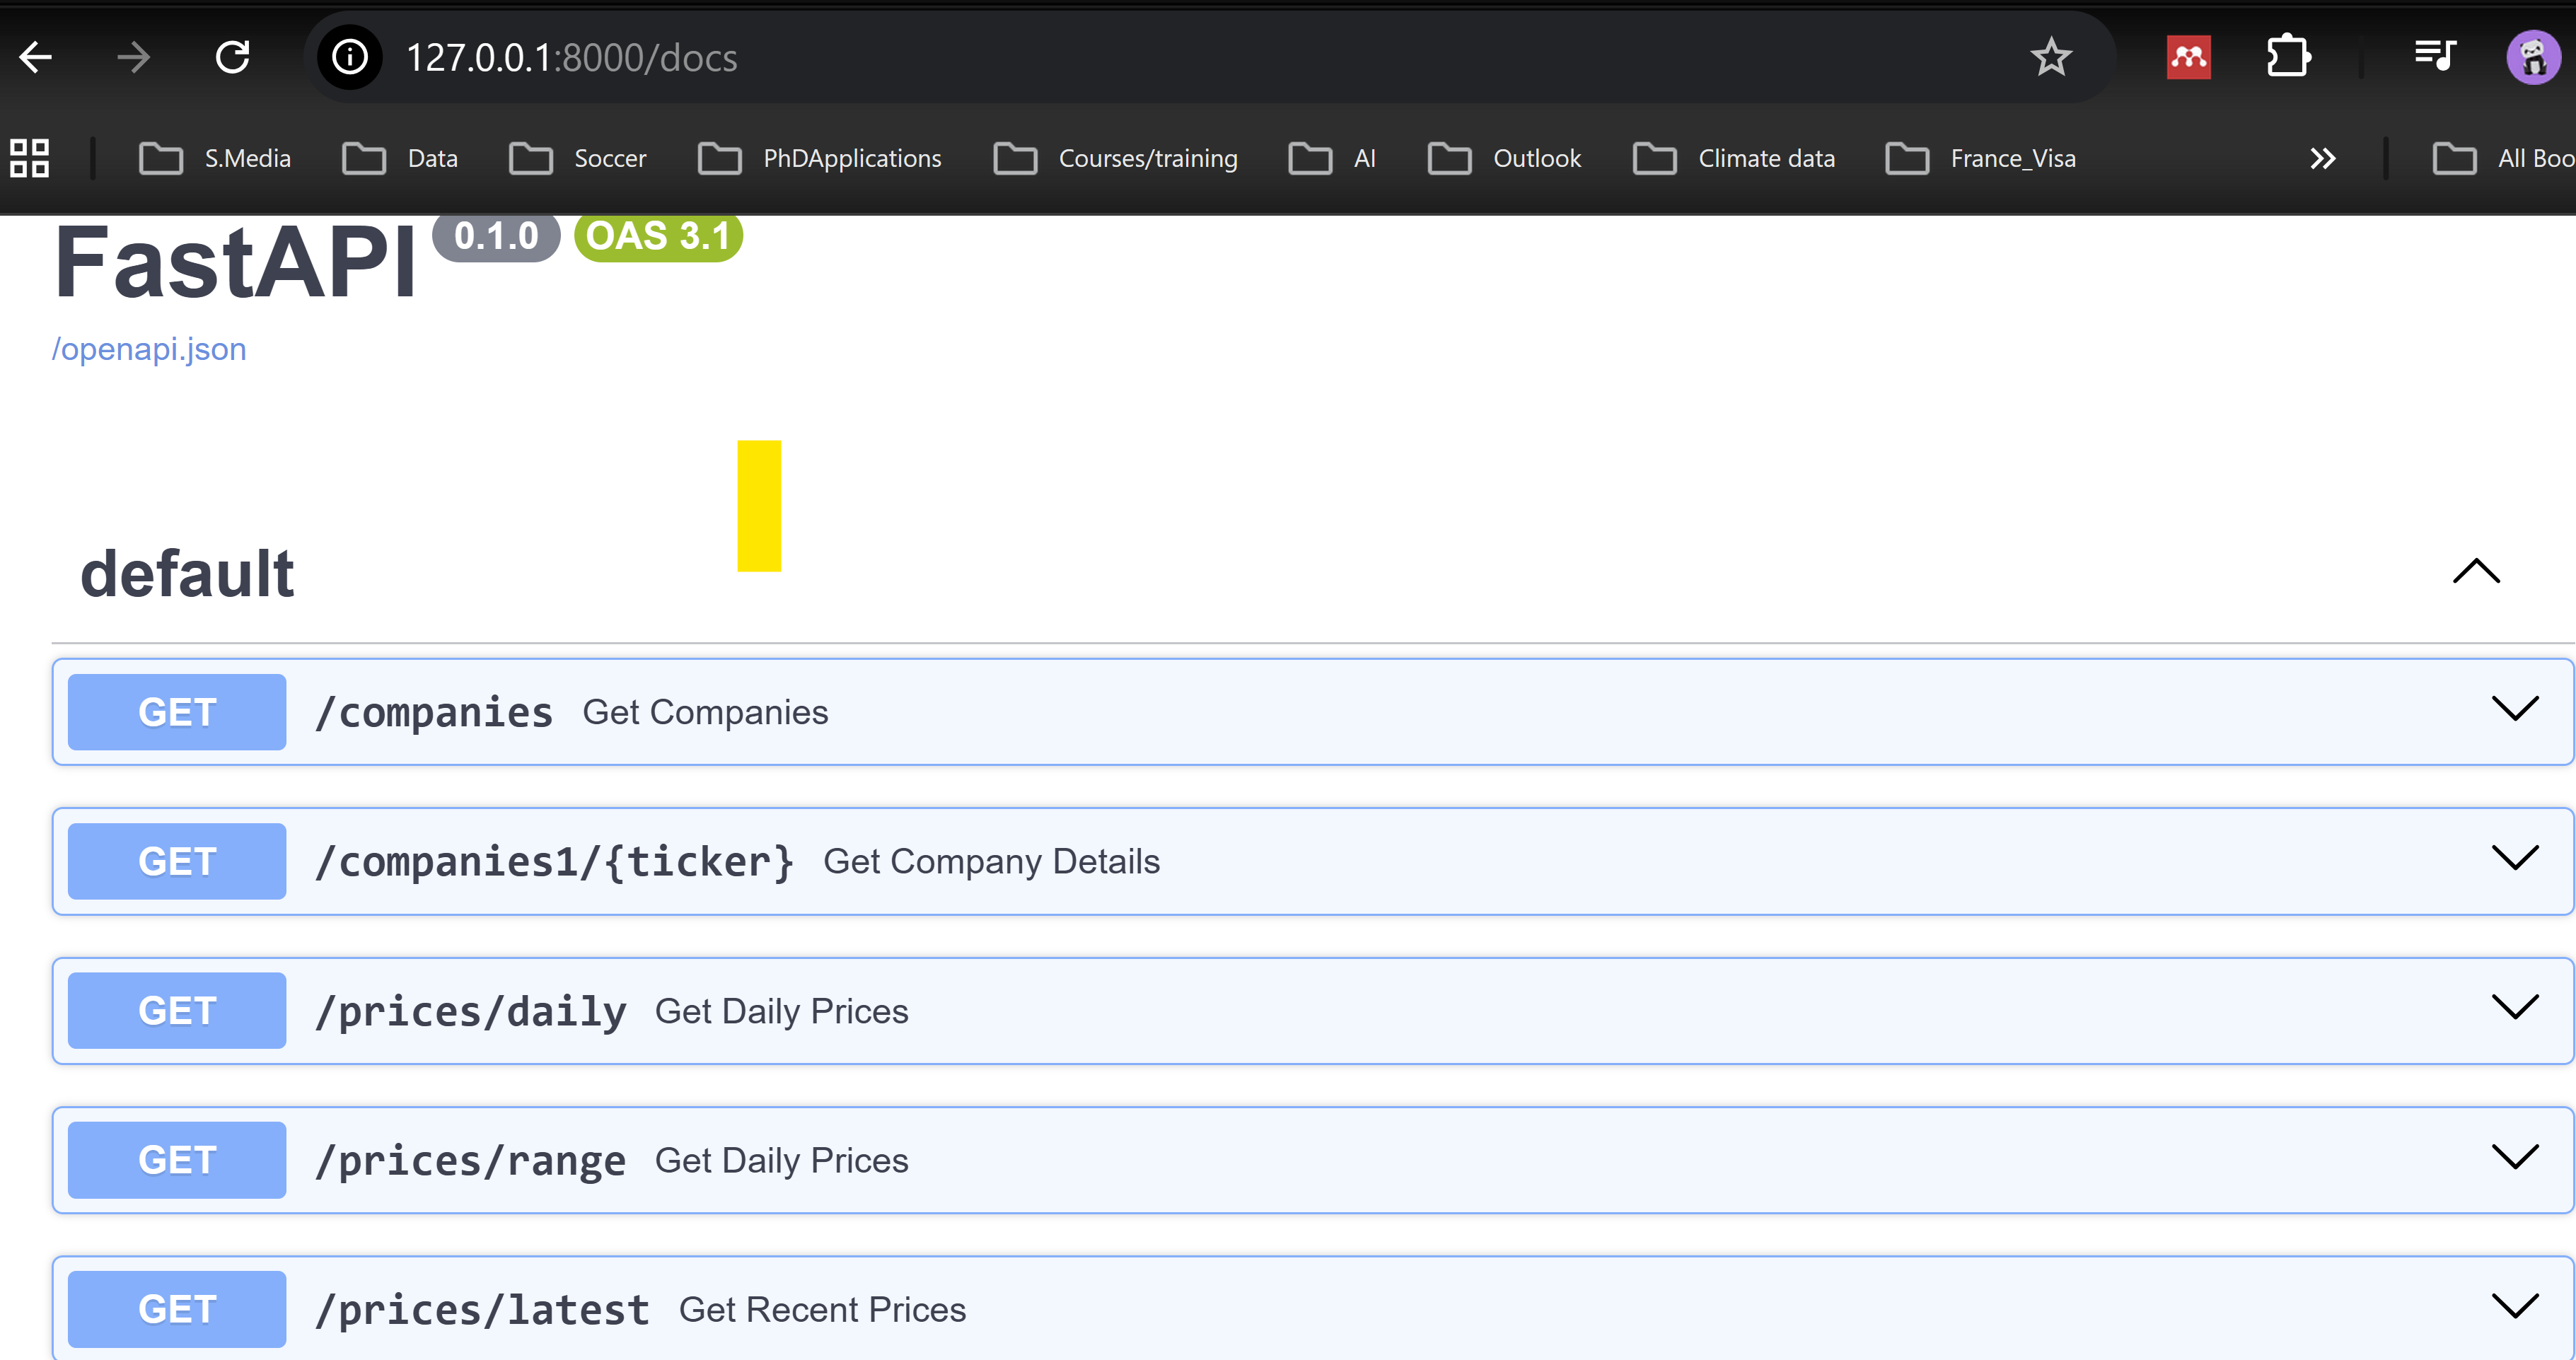 127.0.0.1:8000/docs
S.Media Data Soccer PhDApplications Courses/training AI Outlook Climate data France_Visa All Boo
FastAPI 0.1.0 OAS 3.1
/openapi.json
default
GET /companies Get Companies
GET /companies1/{ticker} Get Company Details
GET /prices/daily Get Daily Prices
GET /prices/range Get Daily Prices
GET /prices/latest Get Recent Prices